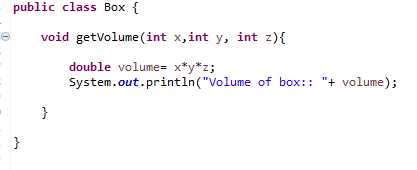 public class Box {
void getVolume(int x,int y, int z){
double volume= x*y*z;
System.out.println("Volume of box:: "+ volume);
}
}